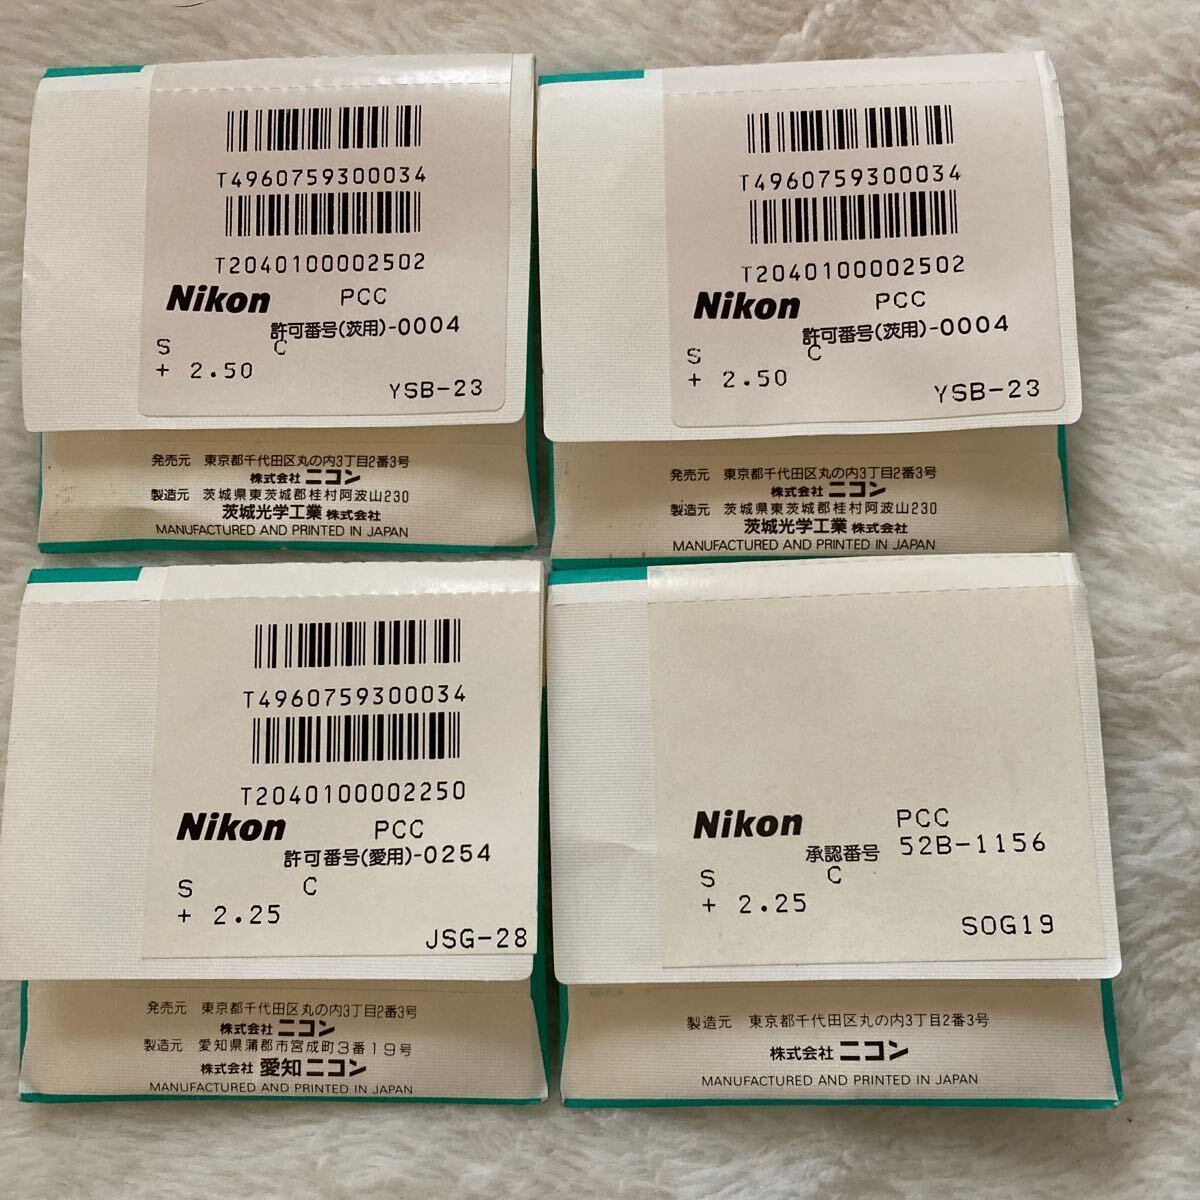 T4960759300034
T2040100002502
Nikon PCC
許可番号(茨用)-0004
S C
+ 2.50
YSB-23
発売元 東京都千代田区丸の内3丁目2番3号
株式会社 ニコン
製造元 茨城県東茨城郡桂村阿波山230
茨城光学工業 株式会社
MANUFACTURED AND PRINTED IN JAPAN
T4960759300034
T2040100002502
Nikon PCC
許可番号(茨用)-0004
S C
+ 2.50
YSB-23
発売元 東京都千代田区丸の内3丁目2番3号
株式会社 ニコン
製造元 茨城県東茨城郡桂村阿波山230
茨城光学工業 株式会社
MANUFACTURED AND PRINTED IN JAPAN
T4960759300034
T2040100002250
Nikon PCC
許可番号(愛用)-0254
S C
+ 2.25
JSG-28
発売元 東京都千代田区丸の内3丁目2番3号
株式会社 ニコン
製造元 愛知県蒲郡市宮成町3番19号
株式会社 愛知ニコン
MANUFACTURED AND PRINTED IN JAPAN
Nikon PCC
承認番号 52B-1156
S C
+ 2.25
SOG19
製造元 東京都千代田区丸の内3丁目2番3号
株式会社 ニコン
MANUFACTURED AND PRINTED IN JAPAN